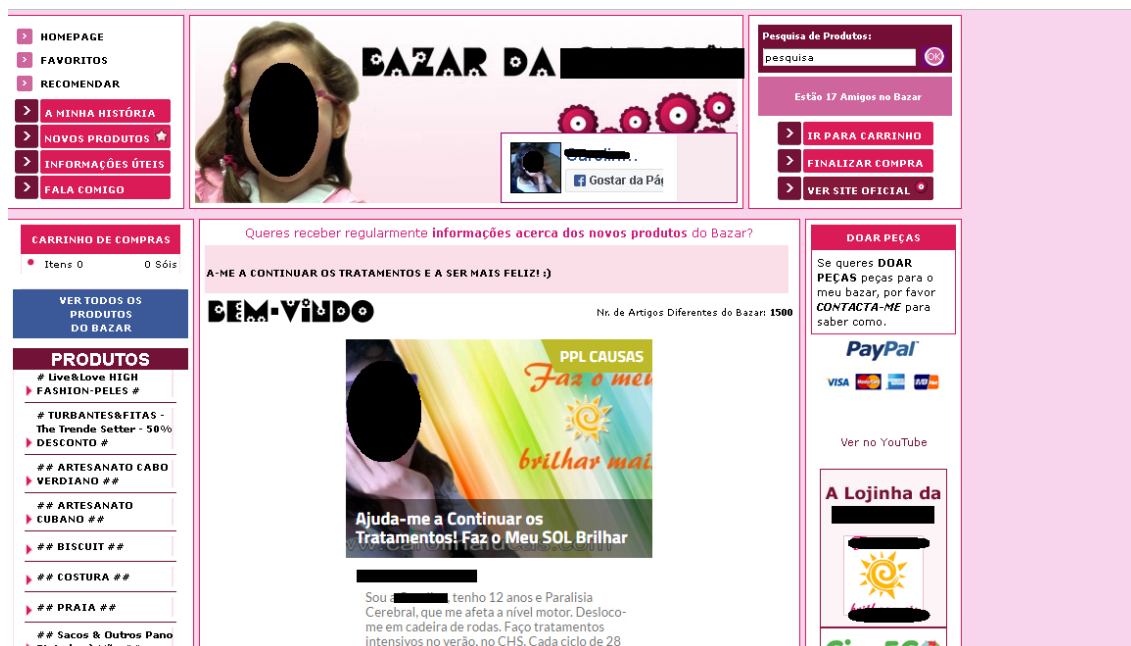 HOMEPAGE
FAVORITOS
RECOMENDAR
A MINHA HISTÓRIA
NOVOS PRODUTOS
INFORMAÇÕES ÚTEIS
FALA COMIGO
BAZAR DA
Gostar da Pág
Pesquisa de Produtos:
pesquisa
OK
Estão 17 Amigos no Bazar
IR PARA CARRINHO
FINALIZAR COMPRA
VER SITE OFICIAL
CARRINHO DE COMPRAS
Itens 0 0 Sóis
VER TODOS OS
PRODUTOS
DO BAZAR
PRODUTOS
# Live&Love HIGH
FASHION-PELES #
# TURBANTES&FITAS -
The Trende Setter - 50%
DESCONTO #
## ARTESANATO CABO
VERDIANO ##
## ARTESANATO
CUBANO ##
## BISCUIT ##
## COSTURA ##
## PRAIA ##
## Sacos & Outros Pano
Queres receber regularmente informações acerca dos novos produtos do Bazar?
A-ME A CONTINUAR OS TRATAMENTOS E A SER MAIS FELIZ! :)
BEM-VINDO
Nr. de Artigos Diferentes do Bazar: 1500
PPL CAUSAS
Faz o meu
brilhar mais
Ajuda-me a Continuar os
Tratamentos! Faz o Meu SOL Brilhar
Sou a , tenho 12 anos e Paralisia
Cerebral, que me afeta a nível motor. Desloco-
me em cadeira de rodas. Faço tratamentos
intensivos no verão, no CHS. Cada ciclo de 28
DOAR PEÇAS
Se queres DOAR
PEÇAS peças para o
meu bazar, por favor
CONTACTA-ME para
saber como.
PayPal
VISA
Ver no YouTube
A Lojinha da